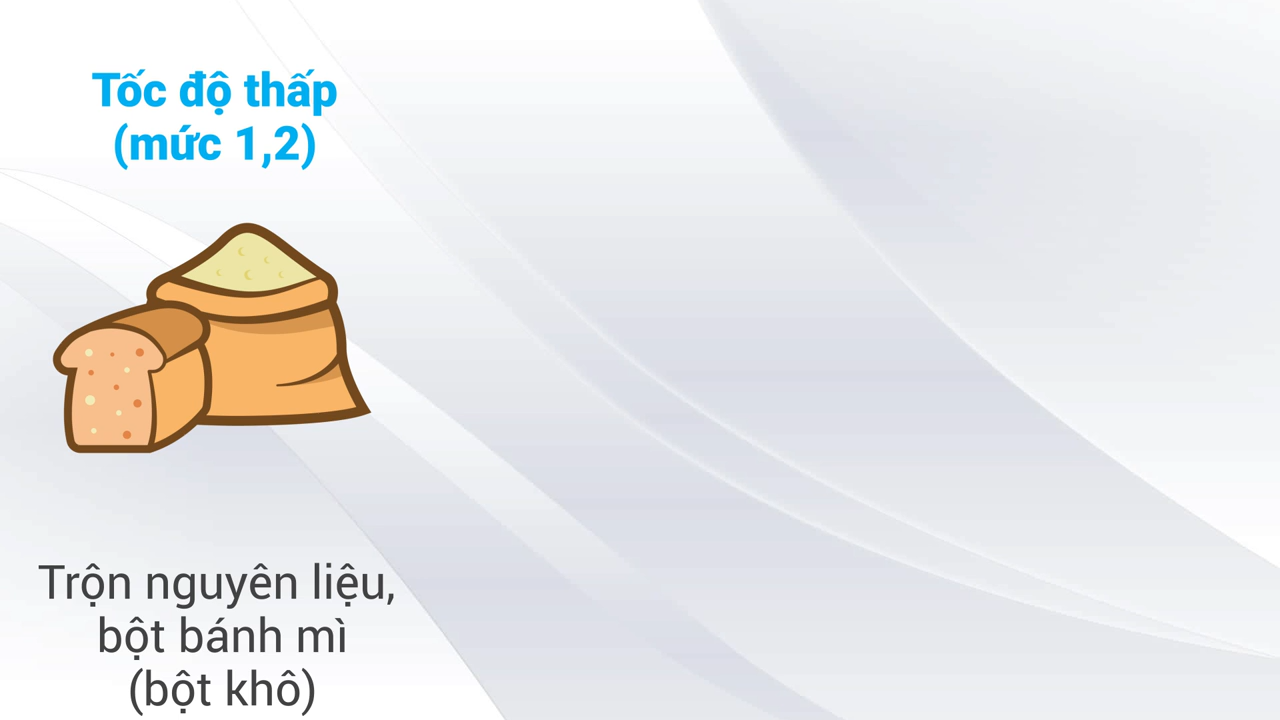 Tốc độ thấp
(mức 1,2)
Trộn nguyên liệu,
bột bánh mì
(bột khô)